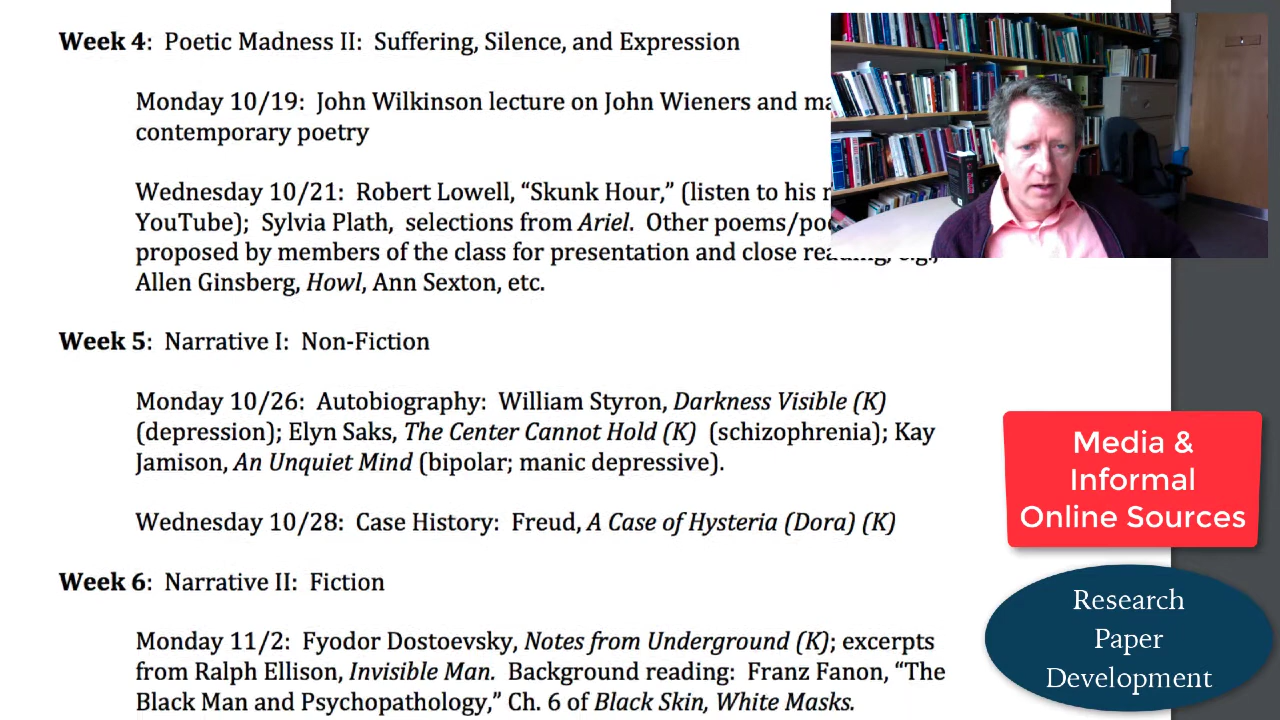 Week 4:  Poetic Madness II:  Suffering, Silence, and Expression
Monday 10/19:  John Wilkinson lecture on John Wieners and
contemporary poetry
Wednesday 10/21:  Robert Lowell, “Skunk Hour,” (listen to his
YouTube);  Sylvia Plath,  selections from Ariel.  Other
proposed by members of the class for presentation and close reading, e.g.,
Allen Ginsberg, Howl, Ann Sexton, etc.
Week 5:  Narrative I:  Non-Fiction
Monday 10/26:  Autobiography:  William Styron, Darkness Visible (K)
(depression); Elyn Saks, The Center Cannot Hold (K)  (schizophrenia); Kay
Jamison, An Unquiet Mind (bipolar; manic depressive).
Wednesday 10/28:  Case History:  Freud, A Case of Hysteria (Dora) (K)
Week 6:  Narrative II:  Fiction
Monday 11/2:  Fyodor Dostoevsky, Notes from Underground (K); excerpts
from Ralph Ellison, Invisible Man.  Background reading:  Franz Fanon, “The
Black Man and Psychopathology,” Ch. 6 of Black Skin, White Masks.
Media &
Informal
Online Sources
Research
Paper
Development